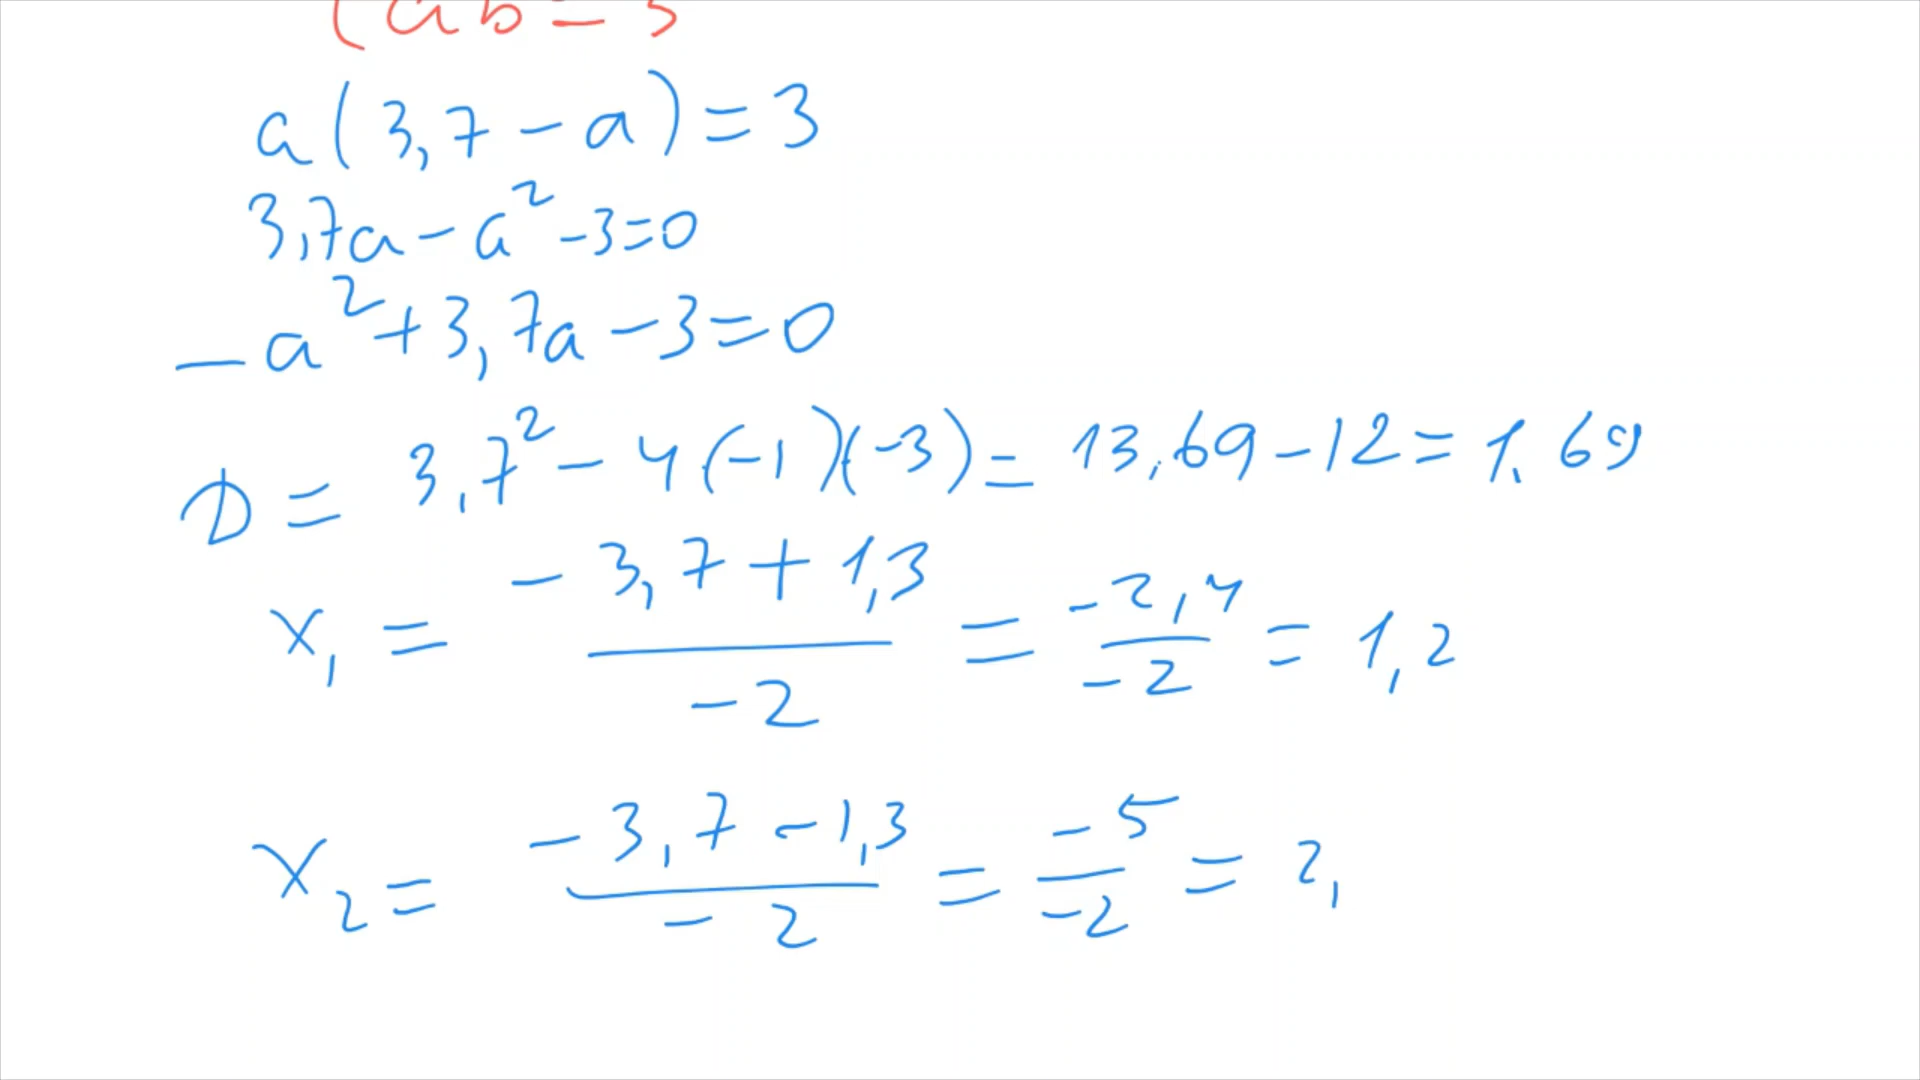 (ab=3
a(3,7-a)=3
3,7a-a²-3=0
-a²+3,7a-3=0
D=3,7²-4(-1)(-3)=13,69-12=1,69
x₁=(-3,7+1,3)/-2=-2,4/-2=1,2
x₂=(-3,7-1,3)/-2=-5/-2=2,